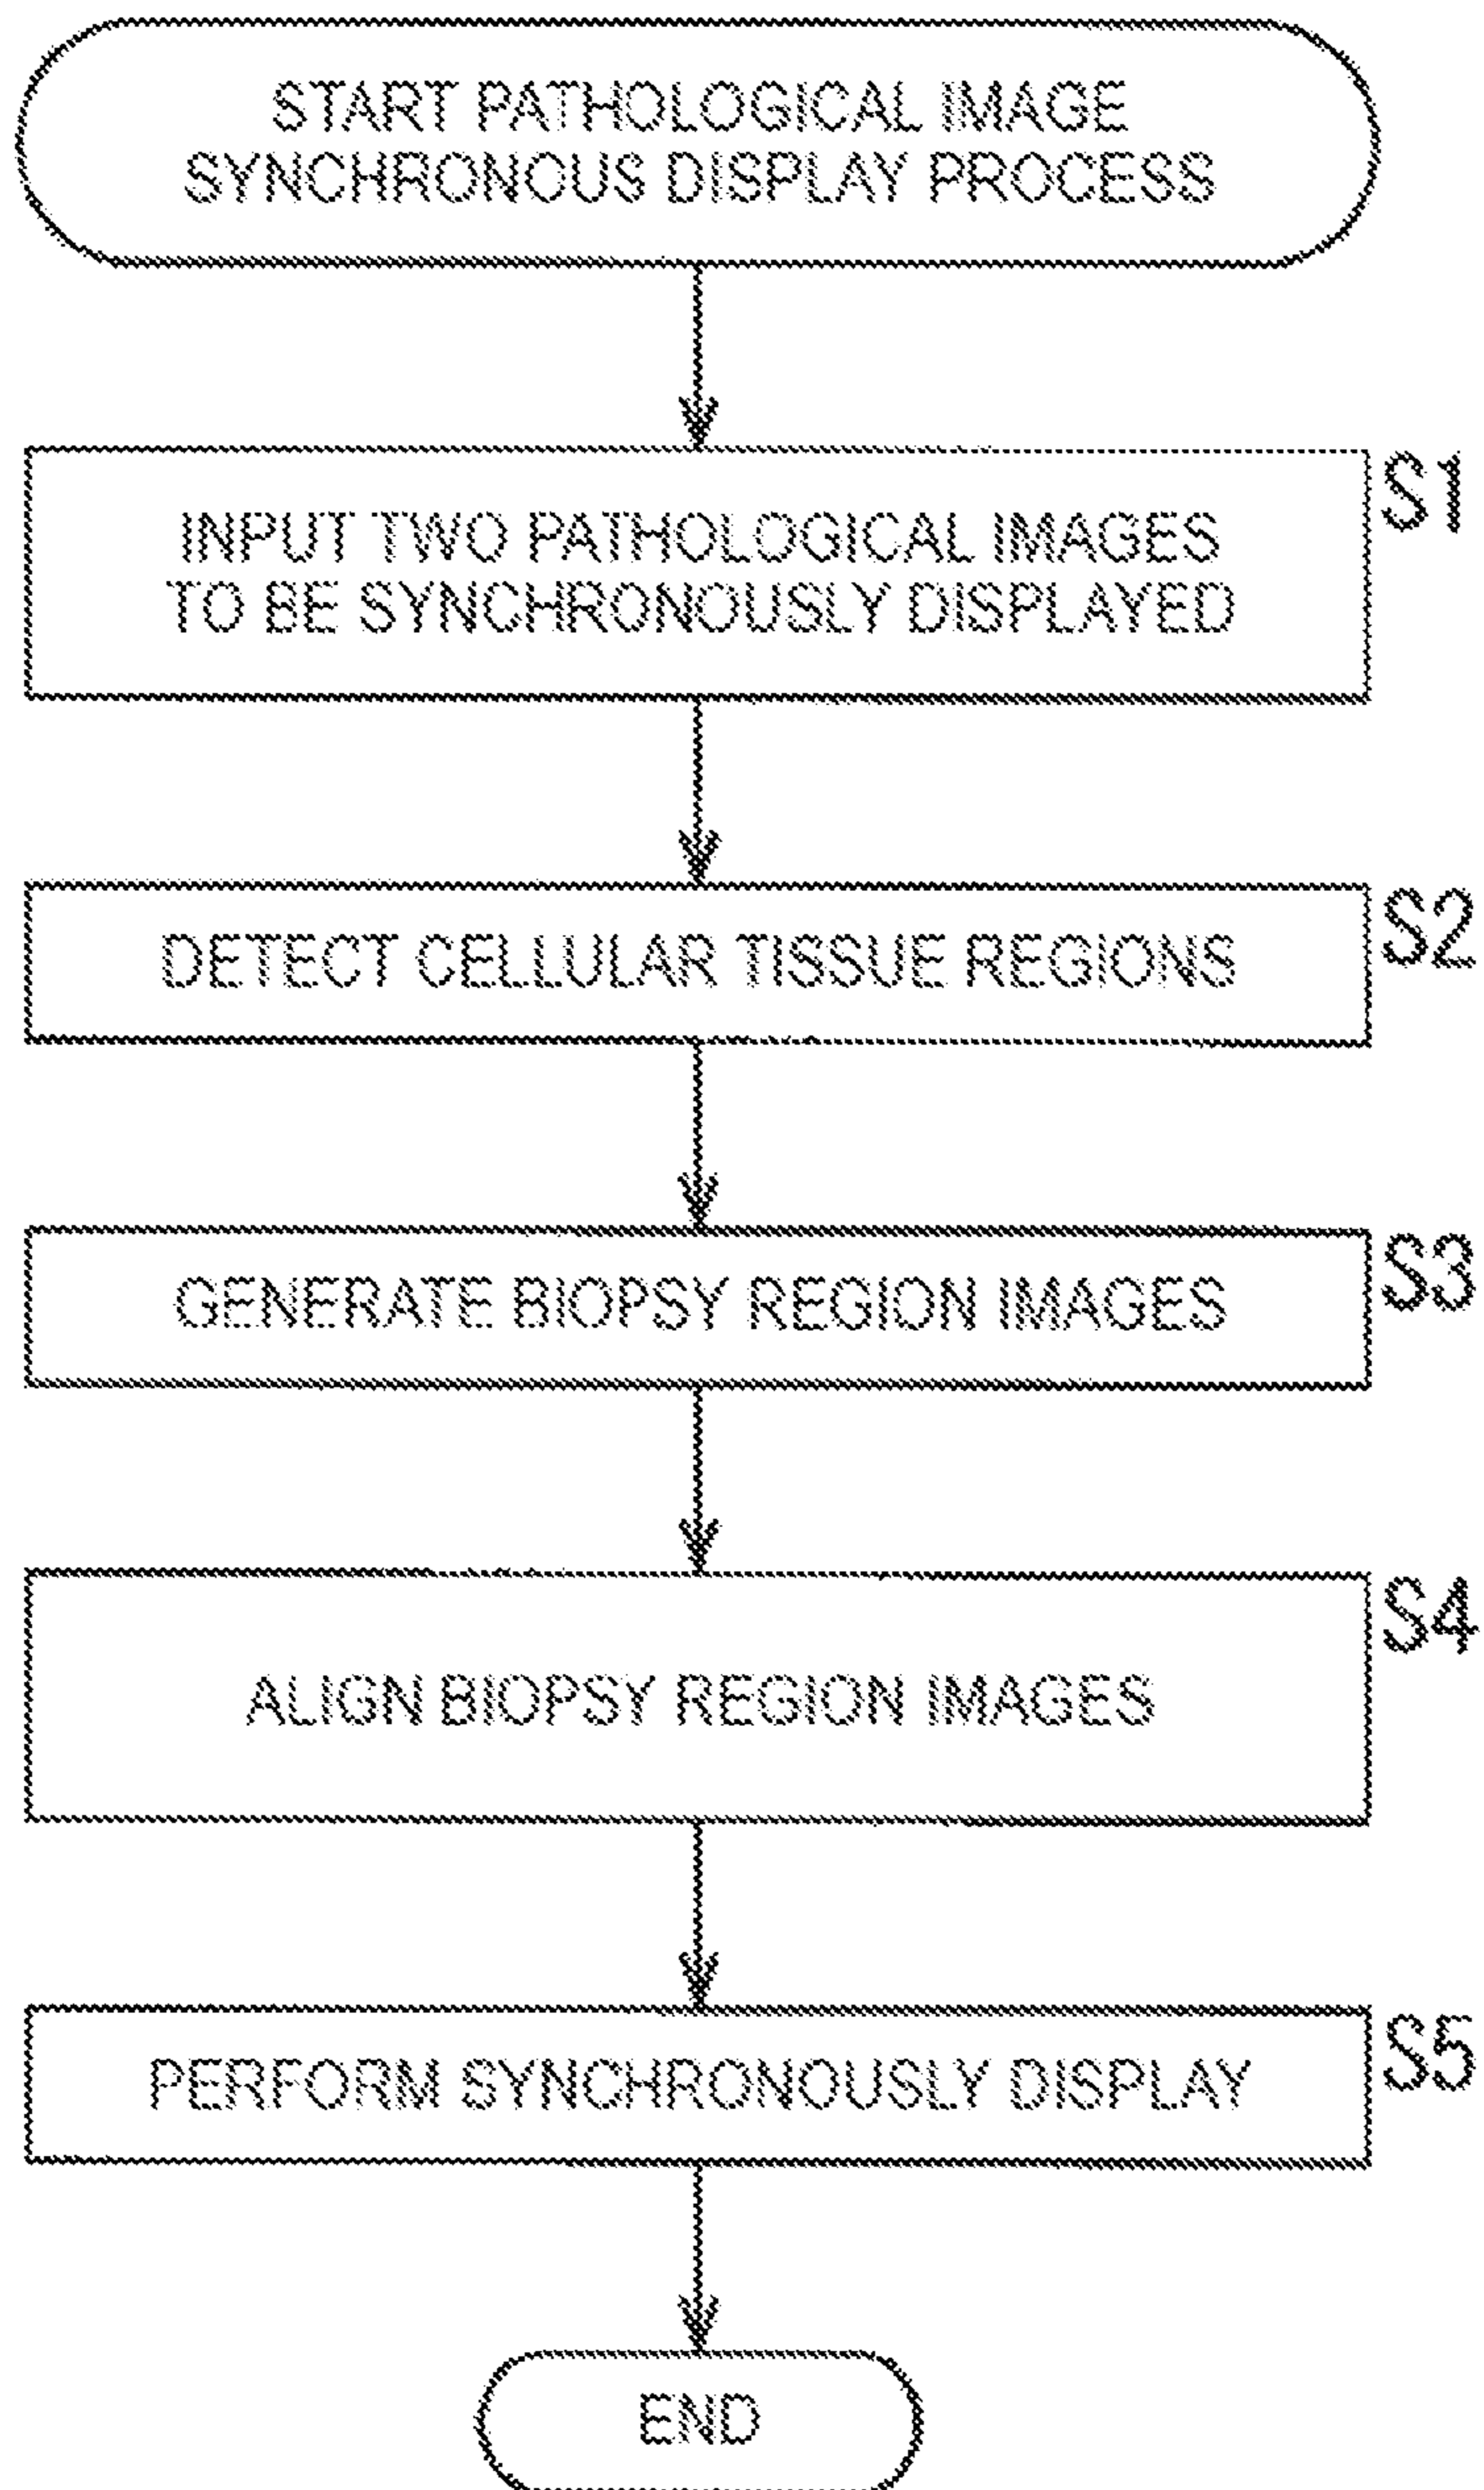 START PATHOLOGICAL IMAGE
SYNCHRONOUS DISPLAY PROCESS
S1
INPUT TWO PATHOLOGICAL IMAGES
TO BE SYNCHRONOUSLY DISPLAYED
S2
DETECT CELLULAR TISSUE REGIONS
S3
GENERATE BIOPSY REGION IMAGES
S4
ALIGN BIOPSY REGION IMAGES
S5
PERFORM SYNCHRONOUSLY DISPLAY
END